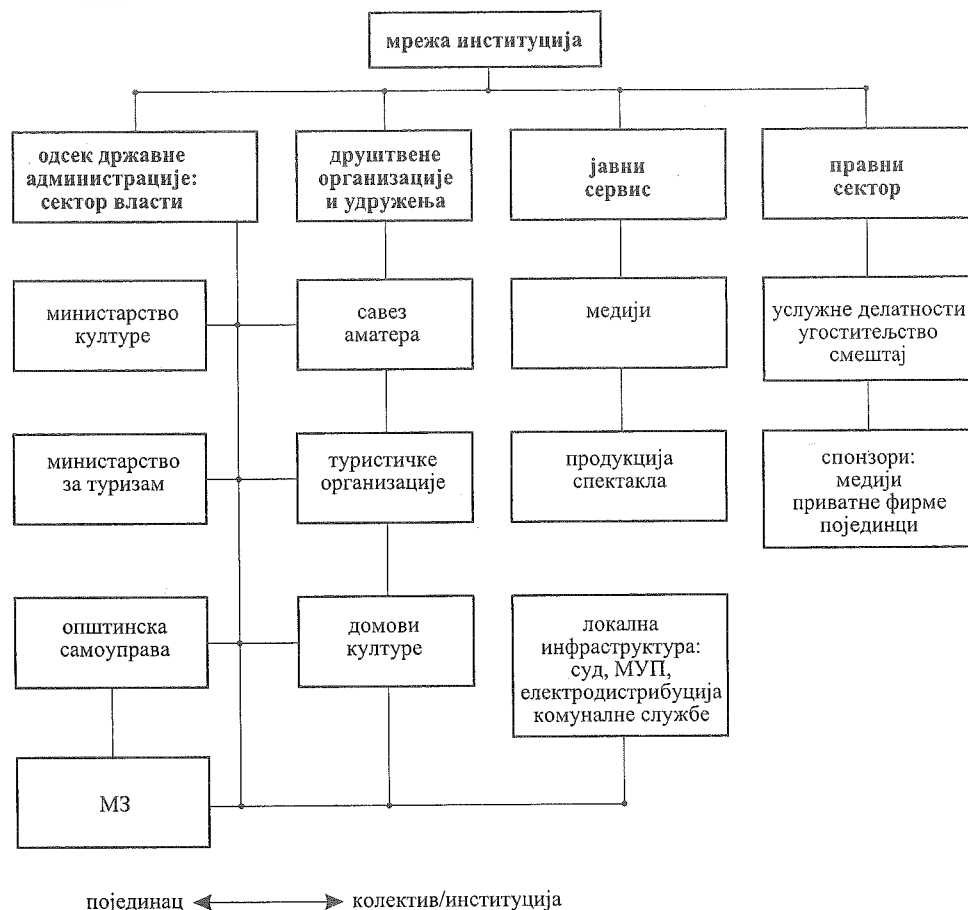 мрежа институција
одсек државне
администрације:
сектор власти
друштвене
организације
и удружења
јавни
сервис
правни
сектор
министарство
културе
савез
аматера
медији
услужне делатности
угоститељство
смештај
министарство
за туризам
туристичке
организације
продукција
спектакла
спонзори:
медији
приватне фирме
појединци
општинска
самоуправа
домови
културе
локална
инфраструктура:
суд, МУП,
електродистрибуција
комуналне службе
МЗ
појединац колектив/институција